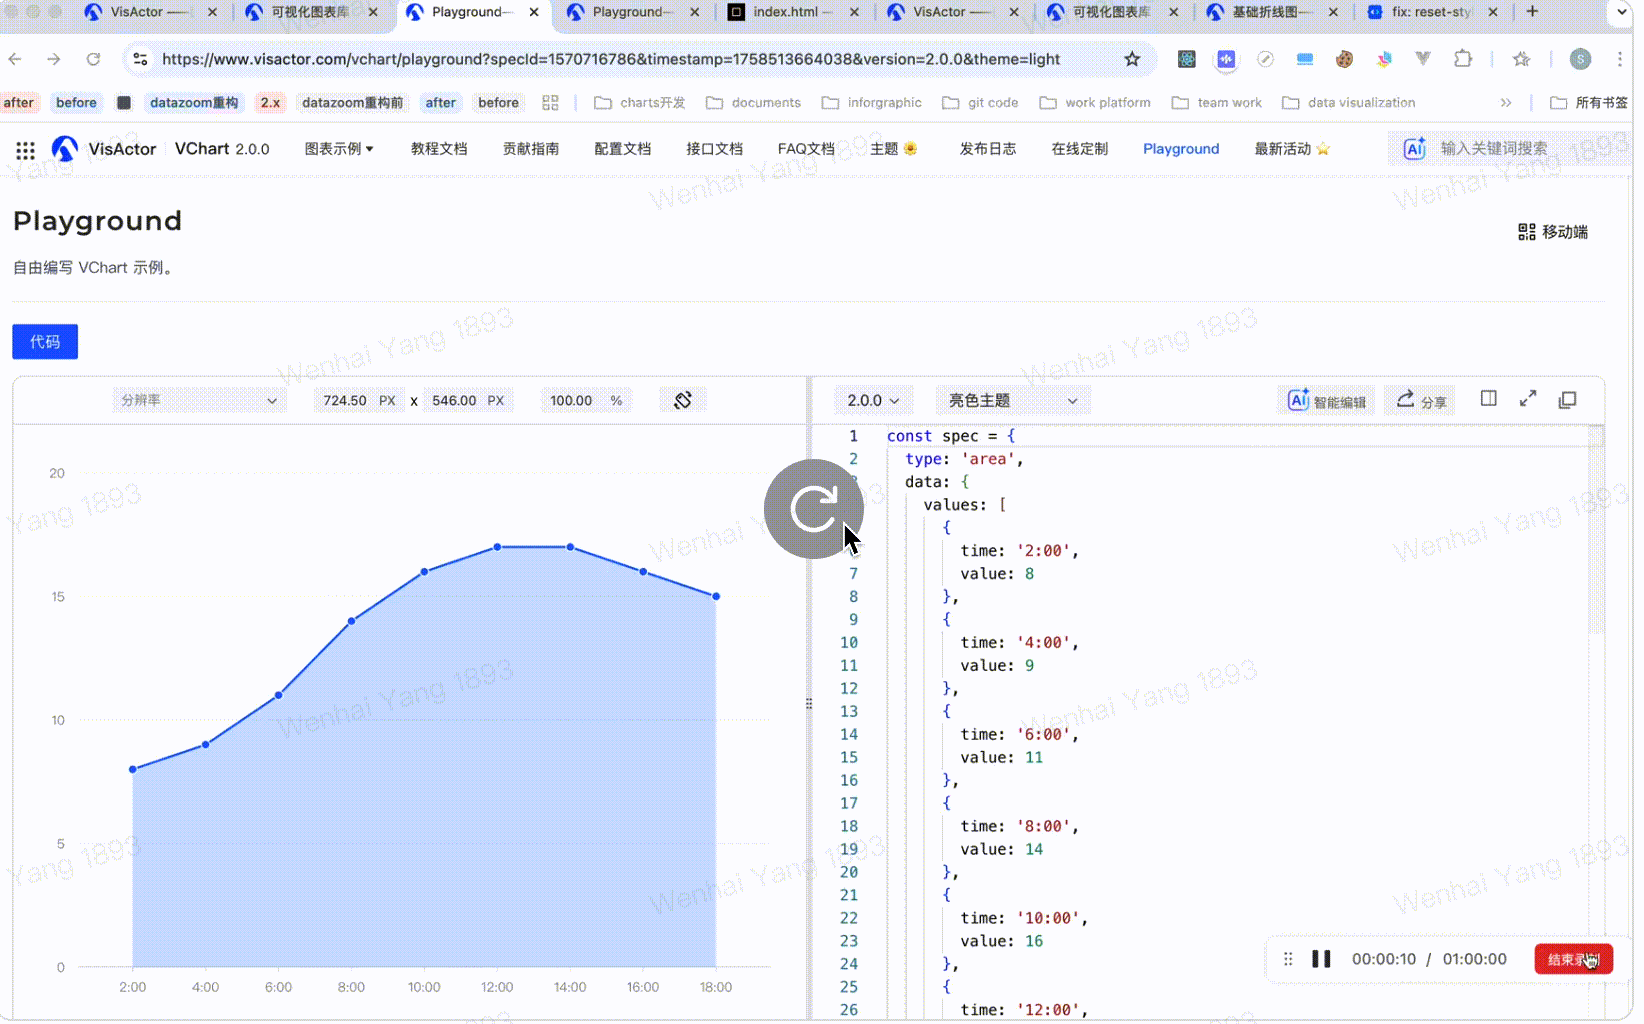 VisActor
可视化图表库
Playground
Playground
index.html
VisActor
可视化图表库
基础折线图
fix: reset-sty
https://www.visactor.com/vchart/playground?specId=1570716786&timestamp=1758513664038&version=2.0.0&theme=light
after before datazoom重构 2.x datazoom重构前 after before charts开发 documents inforgraphic git code work platform team work data visualization » 所有书签
VisActor VChart 2.0.0 图表示例 教程文档 贡献指南 配置文档 接口文档 FAQ文档 主题 发布日志 在线定制 Playground 最新活动 Ai 输入关键词搜索
Playground
移动端
自由编写 VChart 示例。
代码
分辨率 724.50 PX x 546.00 PX 100.00 %
2.0.0 亮色主题 Ai 智能编辑 分享
20
15
10
5
0
2:00 4:00 6:00 8:00 10:00 12:00 14:00 16:00 18:00
1 const spec = {
2 type: 'area',
data: {
values: [
{
time: '2:00',
7 value: 8
8 },
9 {
10 time: '4:00',
11 value: 9
12 },
13 {
14 time: '6:00',
15 value: 11
16 },
17 {
18 time: '8:00',
19 value: 14
20 },
21 {
22 time: '10:00',
23 value: 16
24 },
25 {
26 time: '12:00',
00:00:10 / 01:00:00 结束
Wenhai Yang 1893